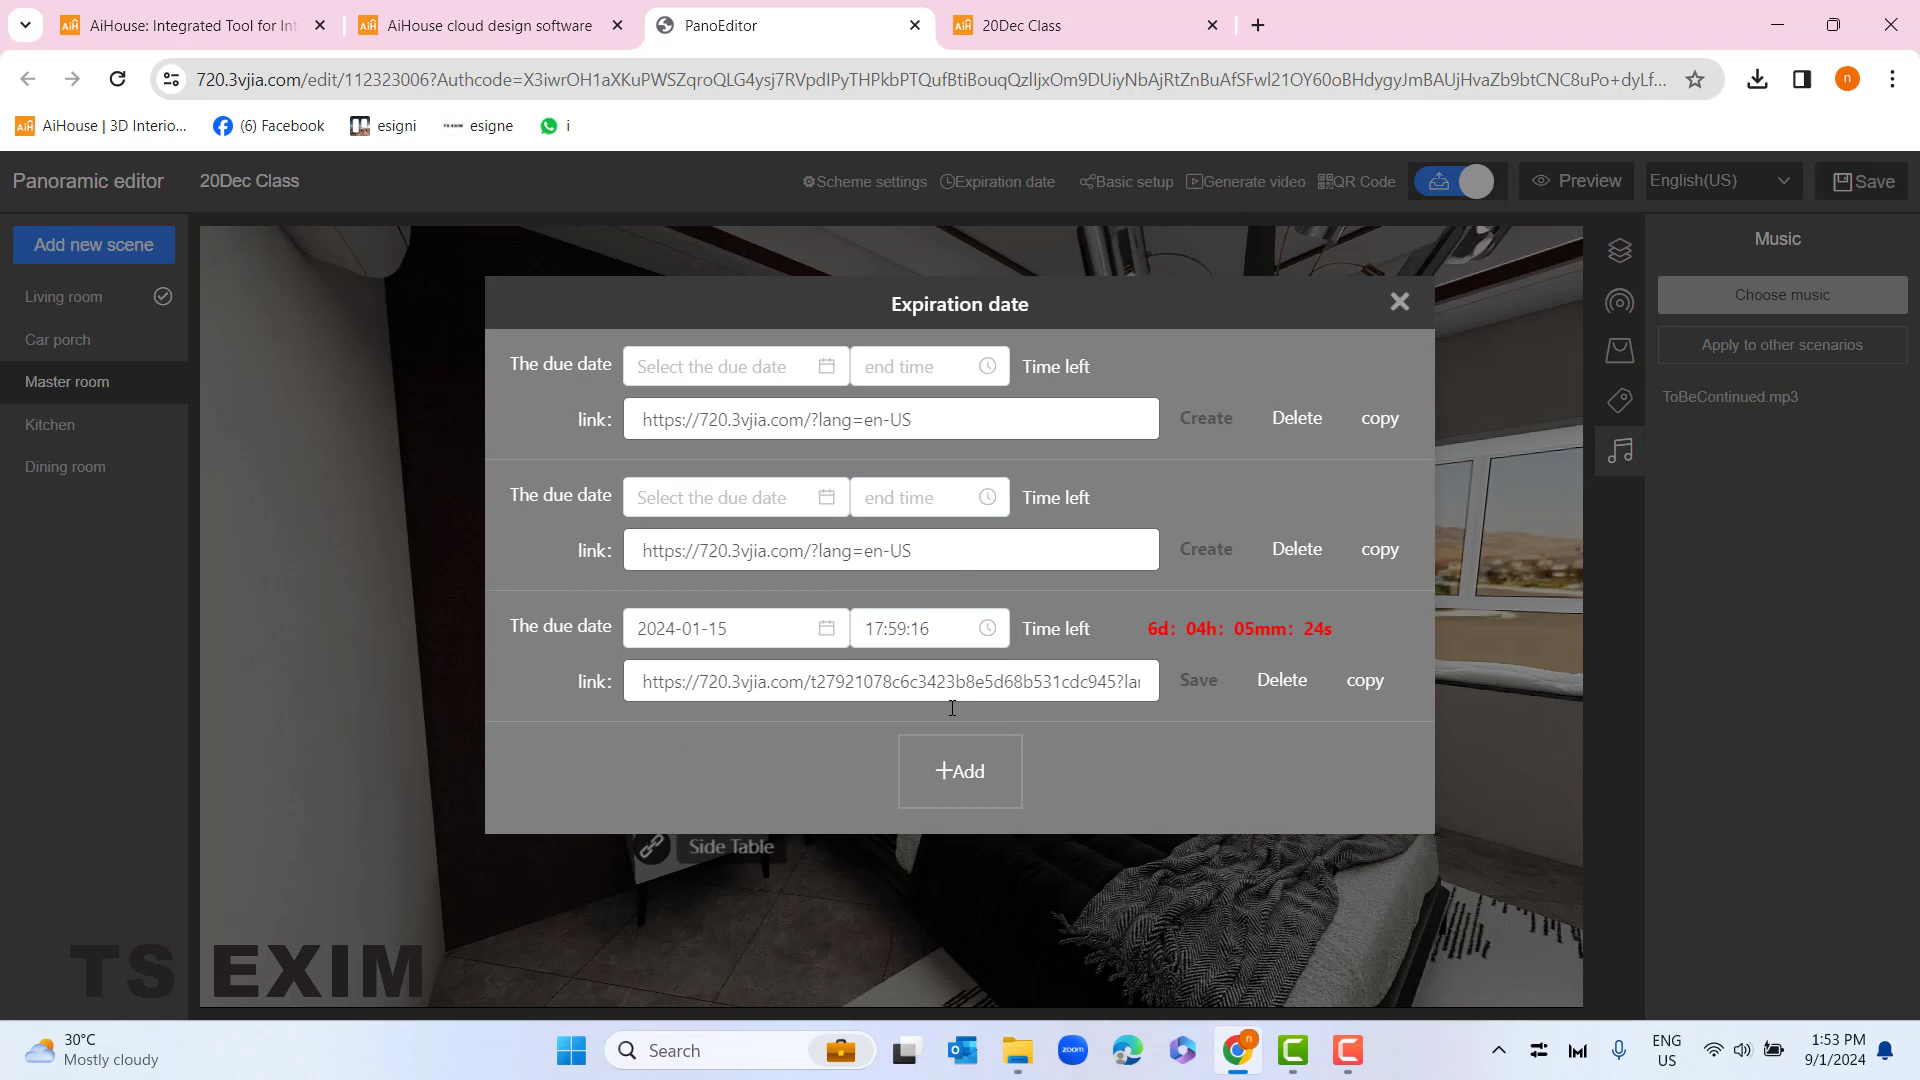 AiHouse: Integrated Tool for Int
AiHouse cloud design software
PanoEditor
20Dec Class
720.3vjia.com/edit/112323006?Authcode=X3iwrOH1aXKuPWSZqroQLG4ysj7RVpdIPyTHPkbPTQufBtiBouqQzlIjxOm9DUiyNbAjRtZnBuAfSFwl21OY60oBHdygyJmBAUjHvaZb9btCNC8uPo+dyLf...
n
AiHouse | 3D Interio...
(6) Facebook
esigni
esigne
i
Panoramic editor
20Dec Class
Scheme settings
Expiration date
Basic setup
Generate video
QR Code
Preview
English(US)
Save
Add new scene
Living room
Car porch
Master room
Kitchen
Dining room
Expiration date
The due date
Select the due date
end time
Time left
link:
https://720.3vjia.com/?lang=en-US
Create
Delete
copy
The due date
Select the due date
end time
Time left
link:
https://720.3vjia.com/?lang=en-US
Create
Delete
copy
The due date
2024-01-15
17:59:16
Time left
6d: 04h: 05mm: 24s
link:
https://720.3vjia.com/t27921078c6c3423b8e5d68b531cdc945?lar
Save
Delete
copy
+Add
Side Table
TS EXIM
Music
Choose music
Apply to other scenarios
ToBeContinued.mp3
30°C
Mostly cloudy
Search
zoom
ENG
US
1:53 PM
9/1/2024